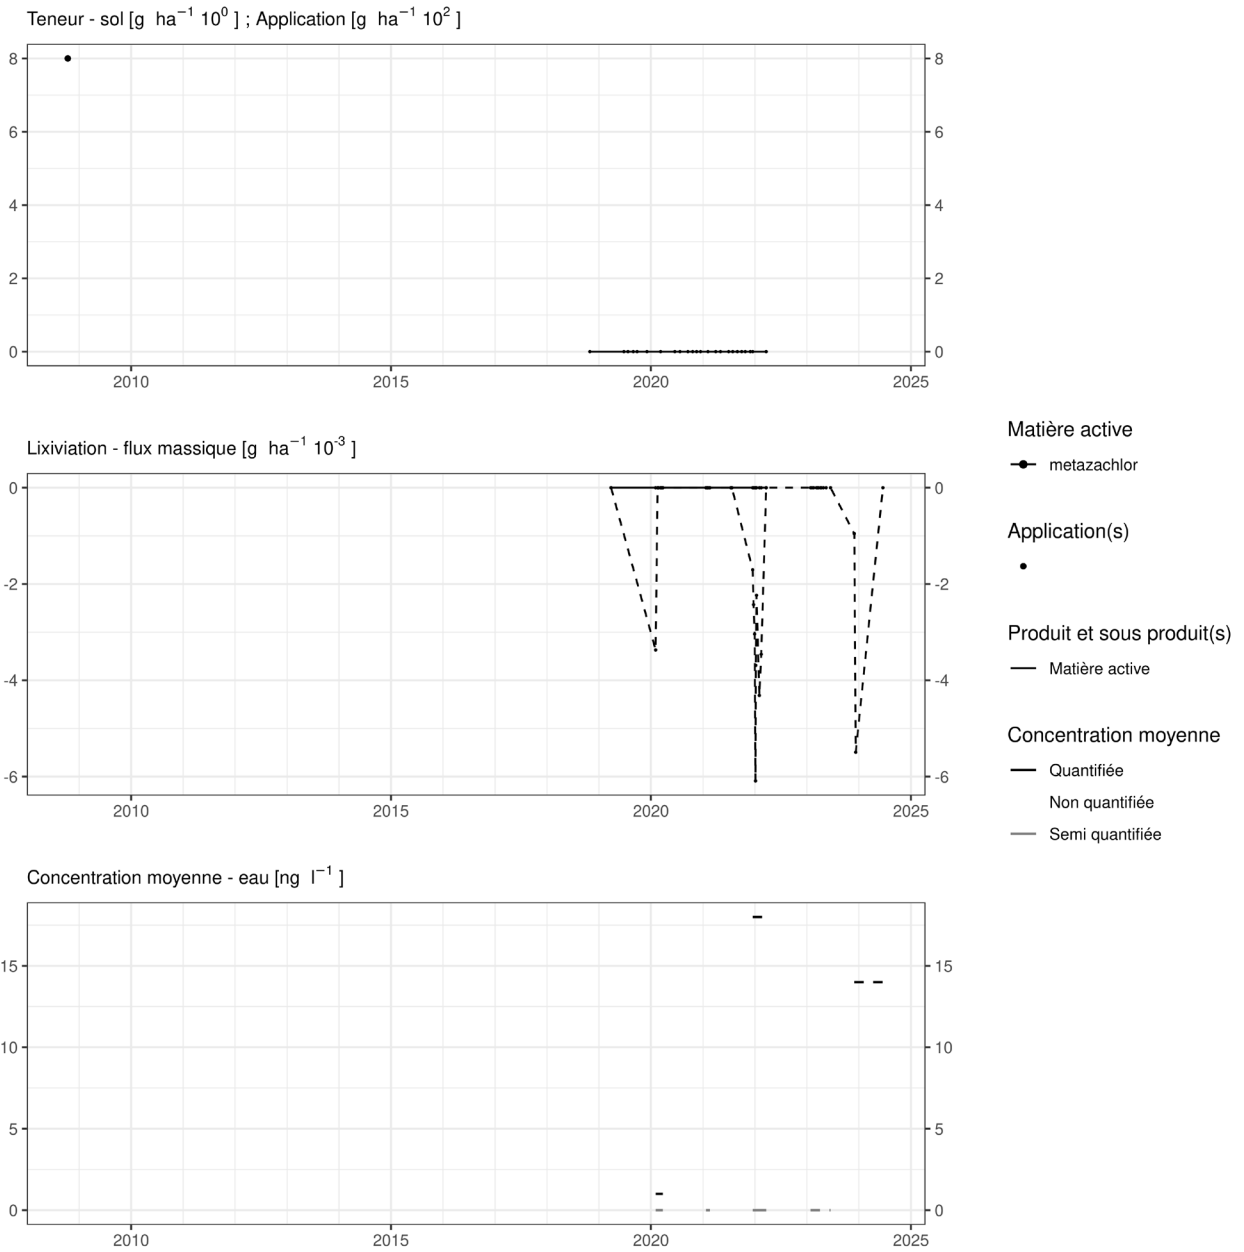 Teneur - sol [g ha⁻¹ 10⁰ ] ; Application [g ha⁻¹ 10² ]
8 8
6 6
4 4
2 2
0 0
2010 2015 2020 2025
Lixiviation - flux massique [g ha⁻¹ 10⁻³ ]
0 0
-2 -2
-4 -4
-6 -6
2010 2015 2020 2025
Concentration moyenne - eau [ng l⁻¹ ]
15 15
10 10
5 5
0 0
2010 2015 2020 2025
Matière active
metazachlor
Application(s)
Produit et sous produit(s)
Matière active
Concentration moyenne
Quantifiée
Non quantifiée
Semi quantifiée